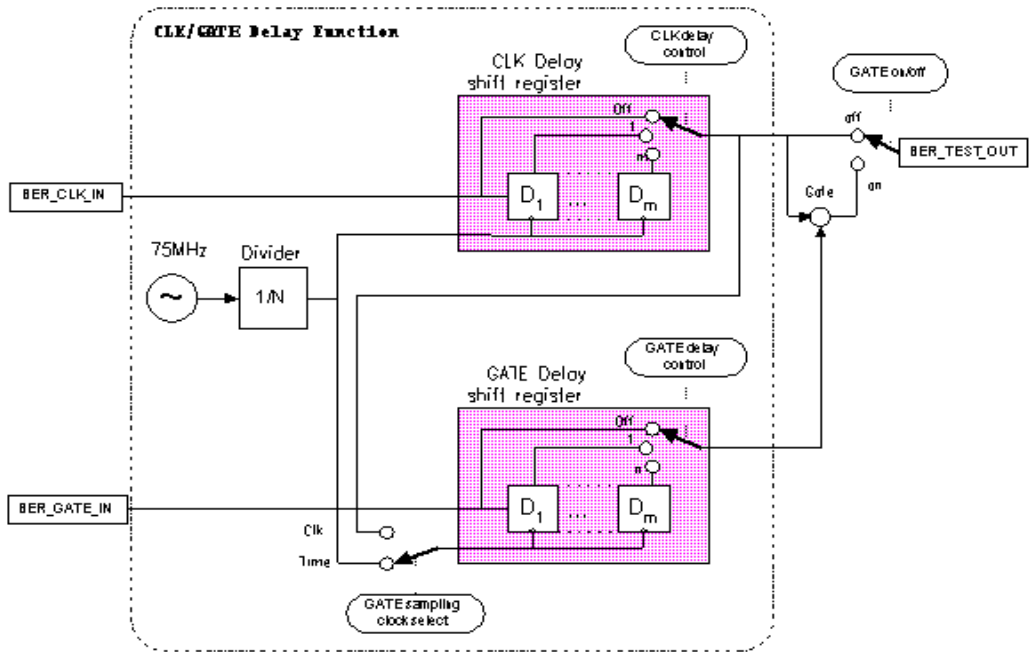 CLK/GATE Delay Function
CLK delay
control
CLK Delay
shift register
GATE on/off
Off
1
m
off
on
BER_TEST_OUT
BER_CLK_IN
D1
...
Dm
Gate
75MHz
Divider
~
1/N
GATE delay
control
GATE Delay
shift register
Off
1
n
BER_GATE_IN
D1
...
Dm
Clk
Time
GATE sampling
clock select